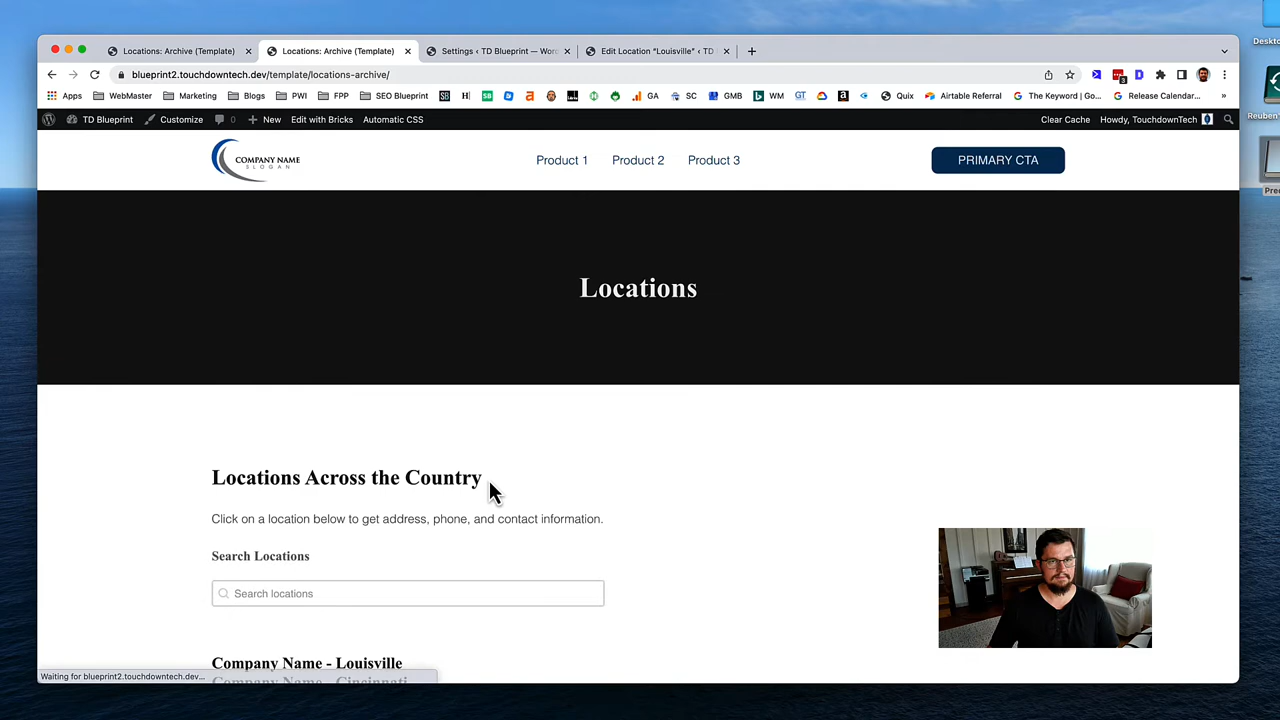 Locations: Archive (Template)
Locations: Archive (Template)
Settings ‹ TD Blueprint — Wor
Edit Location "Louisville" ‹ TD
blueprint2.touchdowntech.dev/template/locations-archive/
Apps WebMaster Marketing Blogs PWI FPP SEO Blueprint GA SC GMB WM Quix Airtable Referral The Keyword | Go... Release Calendar... »
TD Blueprint Customize 0 New Edit with Bricks Automatic CSS Clear Cache Howdy, TouchdownTech
COMPANY NAME
SLOGAN
Product 1 Product 2 Product 3 PRIMARY CTA
Locations
Locations Across the Country
Click on a location below to get address, phone, and contact information.
Search Locations
Search locations
Company Name - Louisville
Company Name - Cincinnati
Waiting for blueprint2.touchdowntech.dev...
Deskto
Reuben
Prec